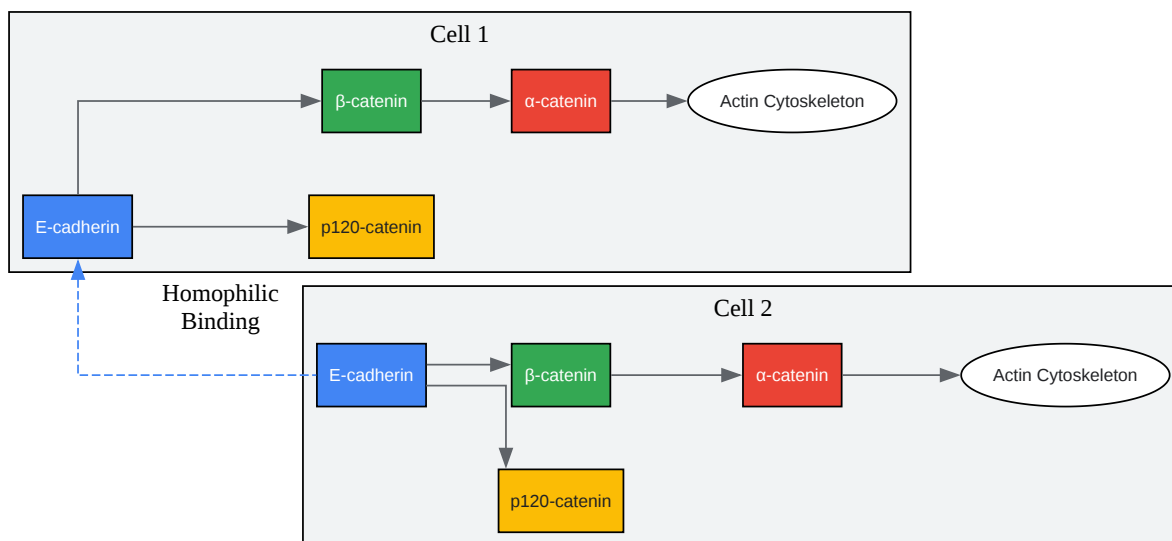 Cell 1
β-catenin
α-catenin
Actin Cytoskeleton
E-cadherin
p120-catenin
Homophilic
Binding
Cell 2
E-cadherin
β-catenin
α-catenin
Actin Cytoskeleton
p120-catenin